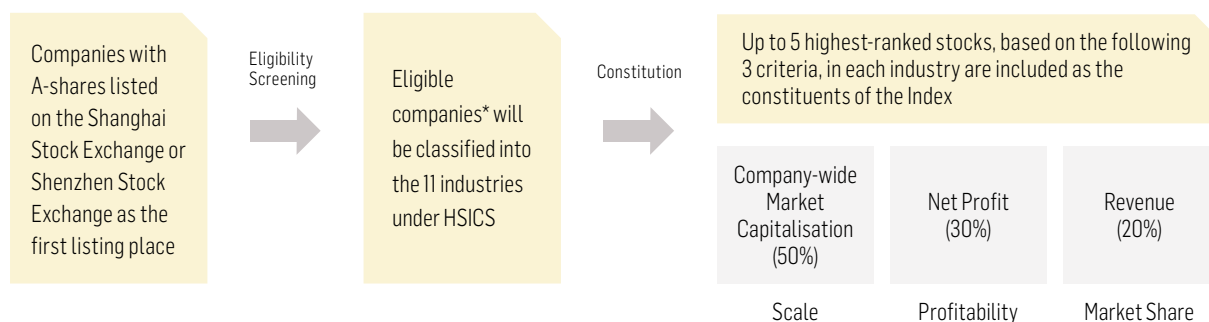 Companies with
A-shares listed
on the Shanghai
Stock Exchange or
Shenzhen Stock
Exchange as the
first listing place
Eligibility
Screening
Eligible
companies* will
be classified into
the 11 industries
under HSICS
Constitution
Up to 5 highest-ranked stocks, based on the following
3 criteria, in each industry are included as the
constituents of the Index
Company-wide
Market
Capitalisation
(50%)
Scale
Net Profit
(30%)
Profitability
Revenue
(20%)
Market Share